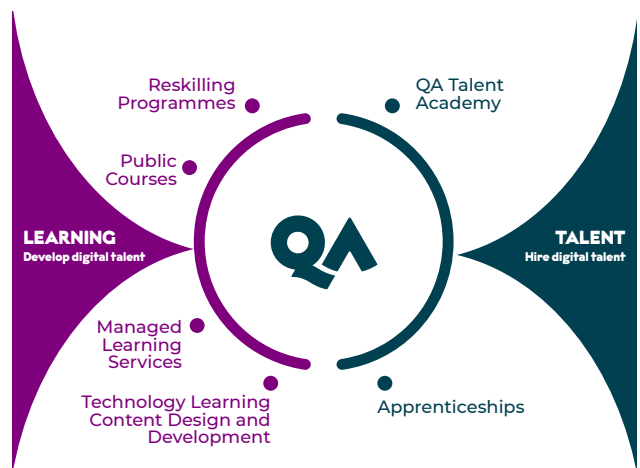 Reskilling
Programmes
Public
Courses
LEARNING
Develop digital talent
Managed
Learning
Services
Technology Learning
Content Design and
Development
QA
QA Talent
Academy
TALENT
Hire digital talent
Apprenticeships